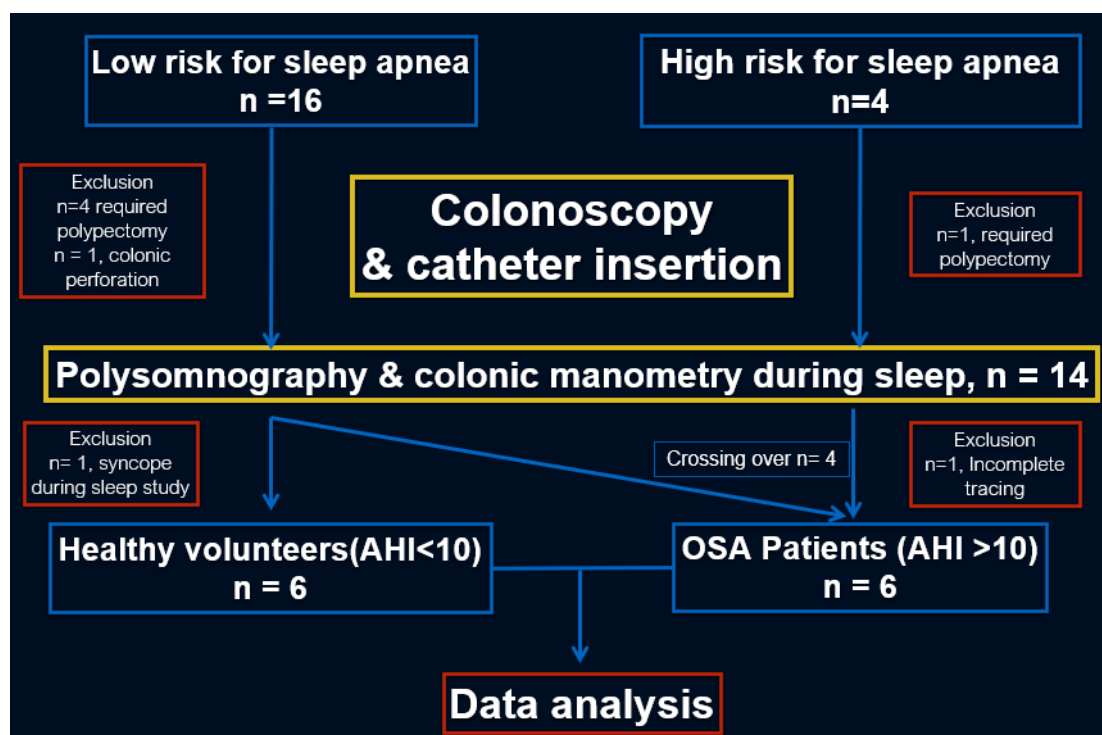 Low risk for sleep apnea
n =16
High risk for sleep apnea
n=4
Exclusion
n=4 required
polypectomy
n = 1, colonic
perforation
Colonoscopy
& catheter insertion
Exclusion
n=1, required
polypectomy
Polysomnography & colonic manometry during sleep, n = 14
Exclusion
n= 1, syncope
during sleep study
Crossing over n= 4
Exclusion
n=1, Incomplete
tracing
Healthy volunteers(AHI<10)
n = 6
OSA Patients (AHI >10)
n = 6
Data analysis